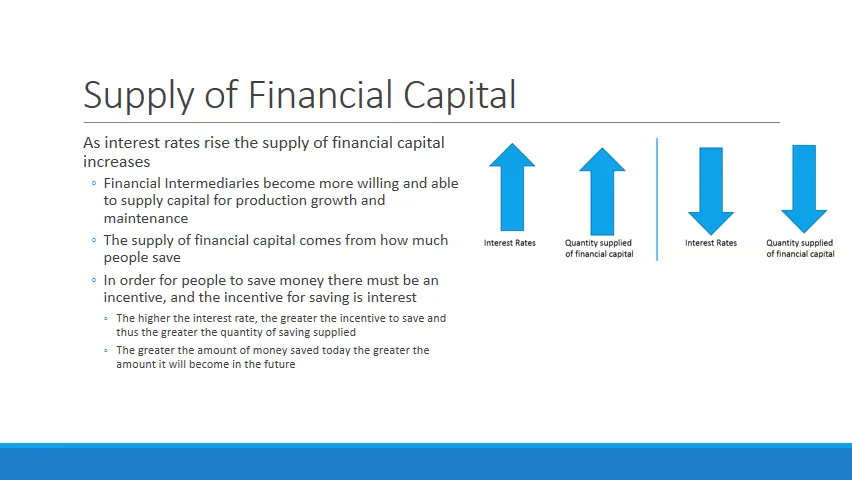 Supply of Financial Capital
As interest rates rise the supply of financial capital
increases
Financial Intermediaries become more willing and able
to supply capital for production growth and
maintenance
The supply of financial capital comes from how much
people save
In order for people to save money there must be an
incentive, and the incentive for saving is interest
The higher the interest rate, the greater the incentive to save and
thus the greater the quantity of saving supplied
The greater the amount of money saved today the greater the
amount it will become in the future
Interest Rates
Quantity supplied
of financial capital
Interest Rates
Quantity supplied
of financial capital